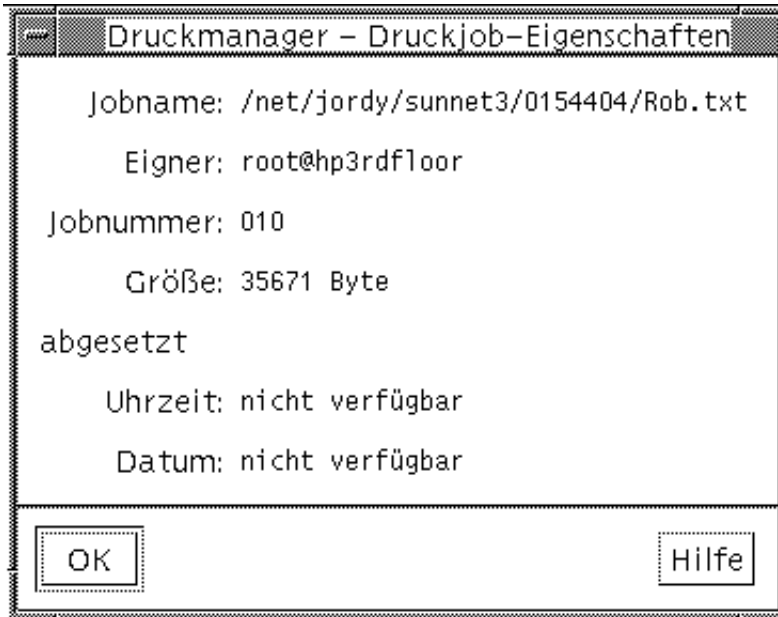 Druckmanager – Druckjob–Eigenschaften
Jobname: /net/jordy/sunnet3/0154404/Rob.txt
Eigner: root@hp3rdfloor
Jobnummer: 010
Größe: 35671 Byte
abgesetzt
Uhrzeit: nicht verfügbar
Datum: nicht verfügbar
OK Hilfe